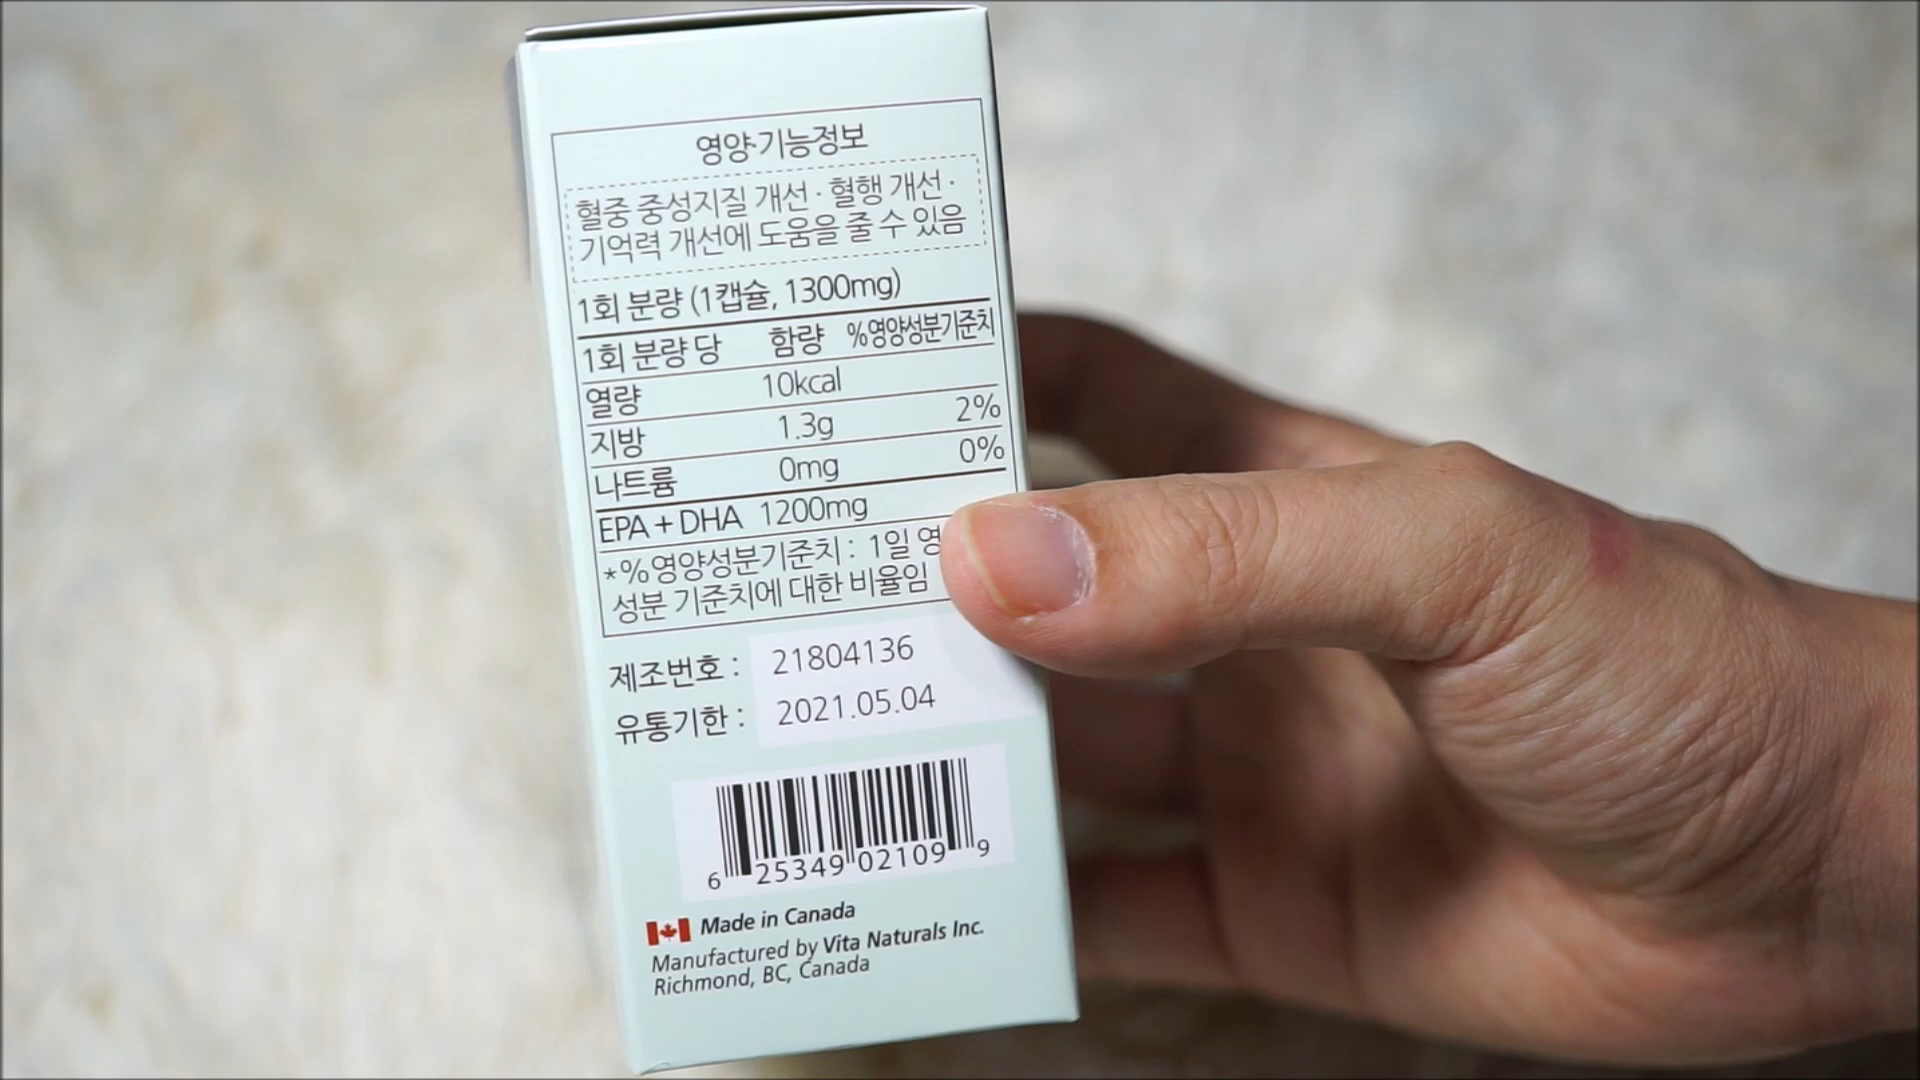 영양·기능정보
혈중 중성지질 개선 · 혈행 개선 ·
기억력 개선에 도움을 줄 수 있음
1회 분량 (1캡슐, 1300mg)
1회 분량 당 함량 %영양성분기준치
열량 10kcal
지방 1.3g 2%
나트륨 0mg 0%
EPA + DHA 1200mg
*%영양성분기준치 : 1일
성분 기준치에 대한 비율임
제조번호 : 21804136
유통기한 : 2021.05.04
6 25349 02109 9
Made in Canada
Manufactured by Vita Naturals Inc.
Richmond, BC, Canada